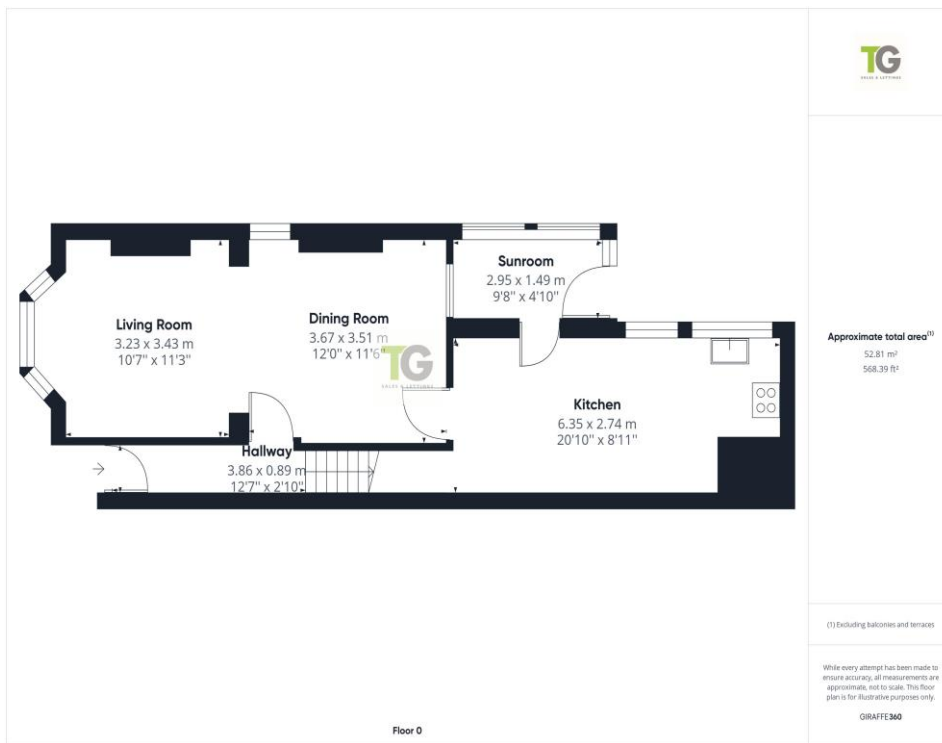 TG
SALES & LETTINGS
Living Room
3.23 x 3.43 m
10'7" x 11'3"
Dining Room
3.67 x 3.51 m
12'0" x 11'6"
TG
SALES & LETTINGS
Sunroom
2.95 x 1.49 m
9'8" x 4'10"
Kitchen
6.35 x 2.74 m
20'10" x 8'11"
Hallway
3.86 x 0.89 m
12'7" x 2'10"
Floor 0
Approximate total area(1)
52.81 m²
568.39 ft²
(1) Excluding balconies and terraces
While every attempt has been made to
ensure accuracy, all measurements are
approximate, not to scale. This floor
plan is for illustrative purposes only.
GIRAFFE360